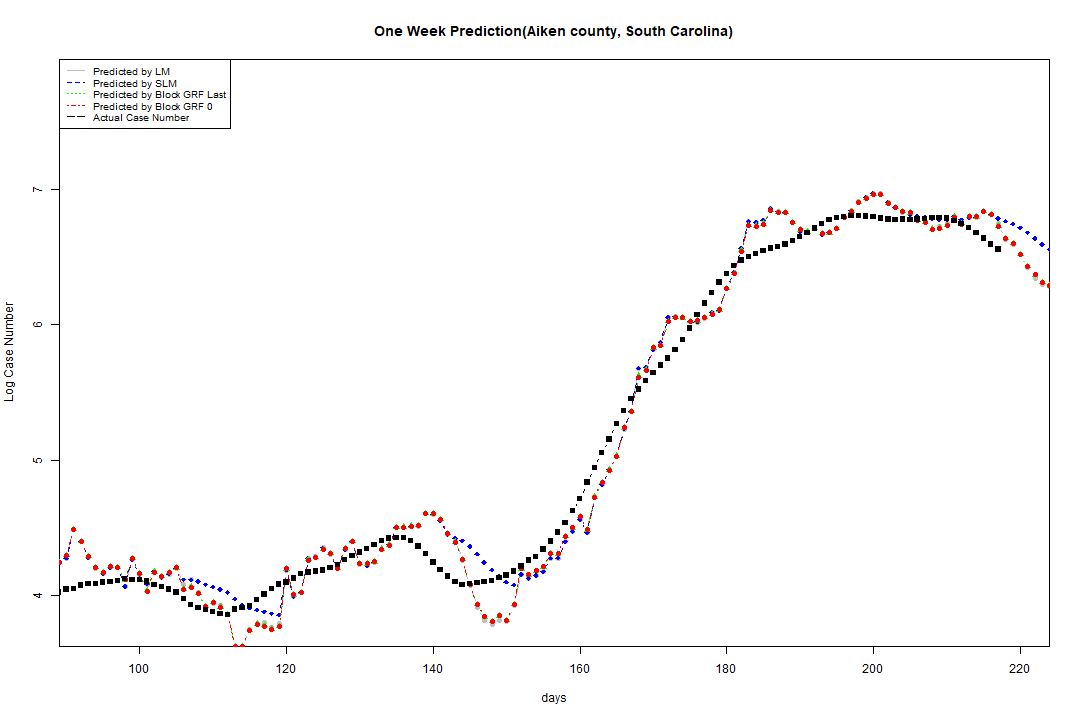 One Week Prediction(Aiken county, South Carolina)
Predicted by LM
Predicted by SLM
Predicted by Block GRF Last
Predicted by Block GRF 0
Actual Case Number
7
6
5
4
Log Case Number
100 120 140 160 180 200 220
days